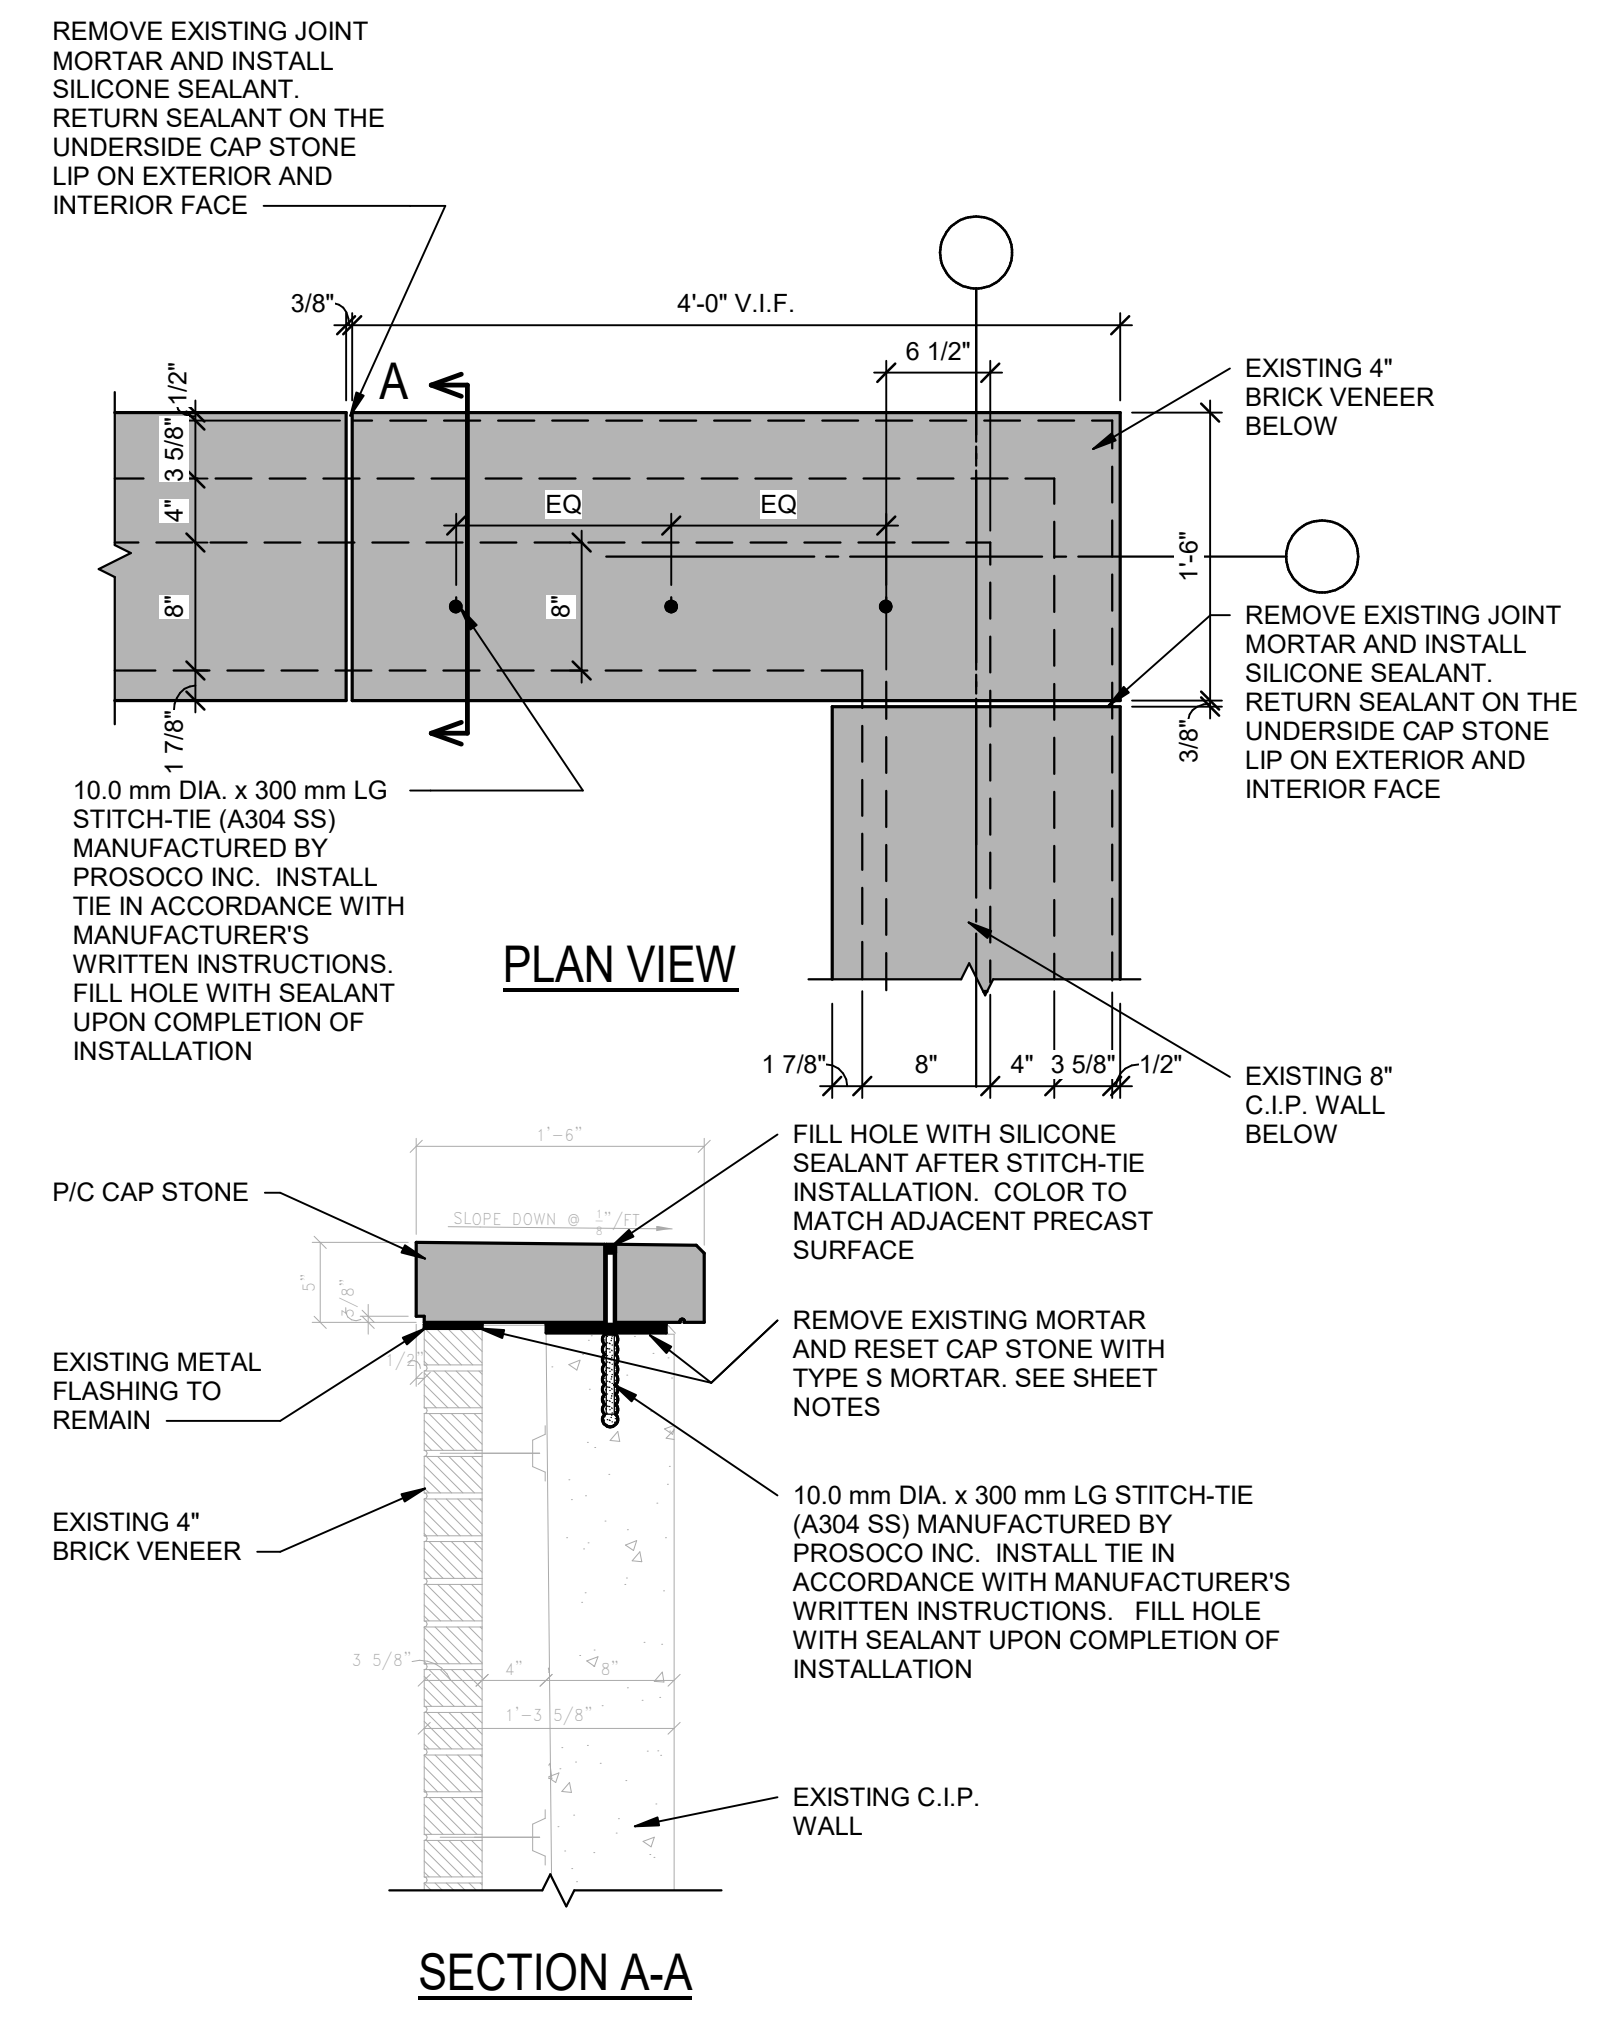 REMOVE EXISTING JOINT
MORTAR AND INSTALL
SILICONE SEALANT.
RETURN SEALANT ON THE
UNDERSIDE CAP STONE
LIP ON EXTERIOR AND
INTERIOR FACE
3/8"
4'-0" V.I.F.
6 1/2"
A
EXISTING 4"
BRICK VENEER
BELOW
1/2"
3 5/8"
4"
8"
1 7/8"
EQ
EQ
8"
1'-6"
3/8"
REMOVE EXISTING JOINT
MORTAR AND INSTALL
SILICONE SEALANT.
RETURN SEALANT ON THE
UNDERSIDE CAP STONE
LIP ON EXTERIOR AND
INTERIOR FACE
10.0 mm DIA. x 300 mm LG
STITCH-TIE (A304 SS)
MANUFACTURED BY
PROSOCO INC. INSTALL
TIE IN ACCORDANCE WITH
MANUFACTURER'S
WRITTEN INSTRUCTIONS.
FILL HOLE WITH SEALANT
UPON COMPLETION OF
INSTALLATION
PLAN VIEW
1 7/8"
8"
4"
3 5/8"
1/2"
EXISTING 8"
C.I.P. WALL
BELOW
1'-6"
FILL HOLE WITH SILICONE
SEALANT AFTER STITCH-TIE
INSTALLATION. COLOR TO
MATCH ADJACENT PRECAST
SURFACE
P/C CAP STONE
SLOPE DOWN @ 1/8"/FT
5"
3/8"
REMOVE EXISTING MORTAR
AND RESET CAP STONE WITH
TYPE S MORTAR. SEE SHEET
NOTES
EXISTING METAL
FLASHING TO
REMAIN
1/2"
10.0 mm DIA. x 300 mm LG STITCH-TIE
(A304 SS) MANUFACTURED BY
PROSOCO INC. INSTALL TIE IN
ACCORDANCE WITH MANUFACTURER'S
WRITTEN INSTRUCTIONS. FILL HOLE
WITH SEALANT UPON COMPLETION OF
INSTALLATION
EXISTING 4"
BRICK VENEER
3 5/8"
4"
8"
1'-3 5/8"
EXISTING C.I.P.
WALL
SECTION A-A